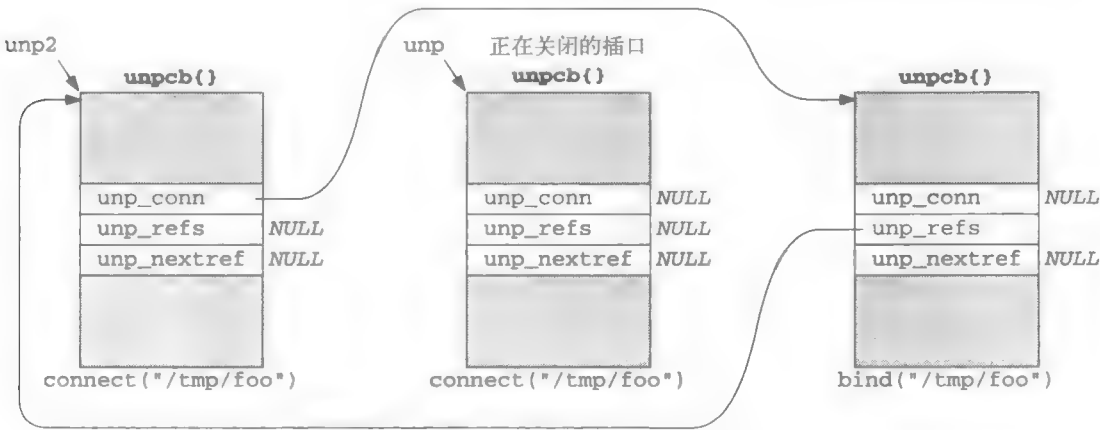 unp2
unp
正在关闭的插口
unpcb{}
unpcb{}
unpcb{}
unp_conn
unp_refs NULL
unp_nextref NULL
unp_conn NULL
unp_refs NULL
unp_nextref NULL
unp_conn NULL
unp_refs
unp_nextref NULL
connect("/tmp/foo")
connect("/tmp/foo")
bind("/tmp/foo")